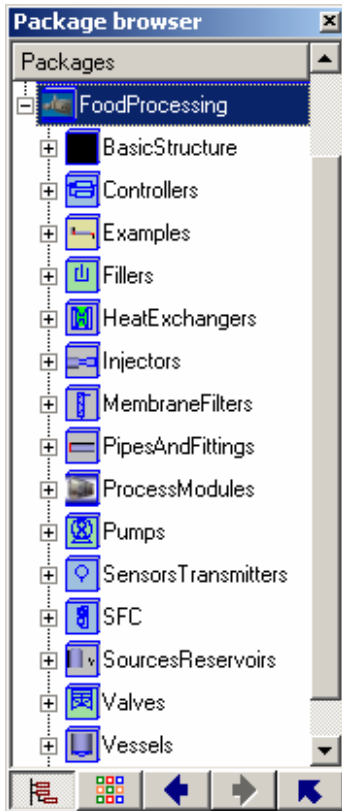 Package browser
Packages
FoodProcessing
BasicStructure
Controllers
Examples
Fillers
HeatExchangers
Injectors
MembraneFilters
PipesAndFittings
ProcessModules
Pumps
SensorsTransmitters
SFC
SourcesReservoirs
Valves
Vessels